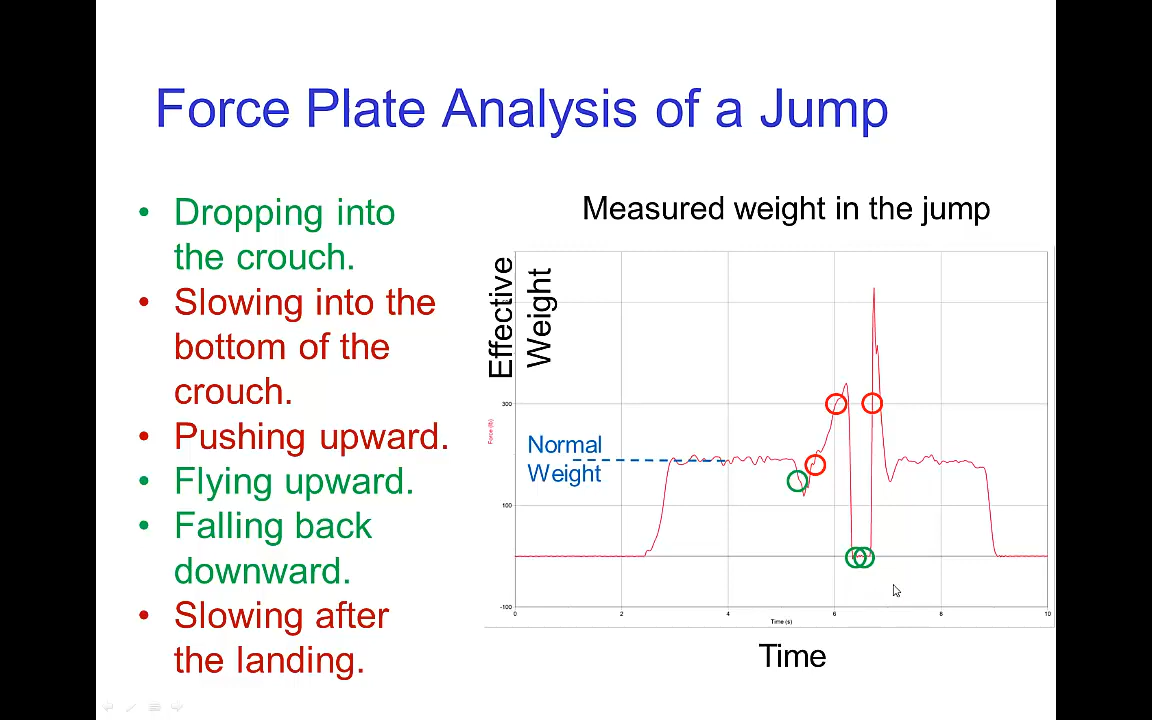 Force Plate Analysis of a Jump
• Dropping into
the crouch.
• Slowing into the
bottom of the
crouch.
• Pushing upward.
• Flying upward.
• Falling back
downward.
• Slowing after
the landing.
Measured weight in the jump
Effective
Weight
Force (lb)
300
100
-100
Normal
Weight
0 2 4 6 8 10
Time (s)
Time